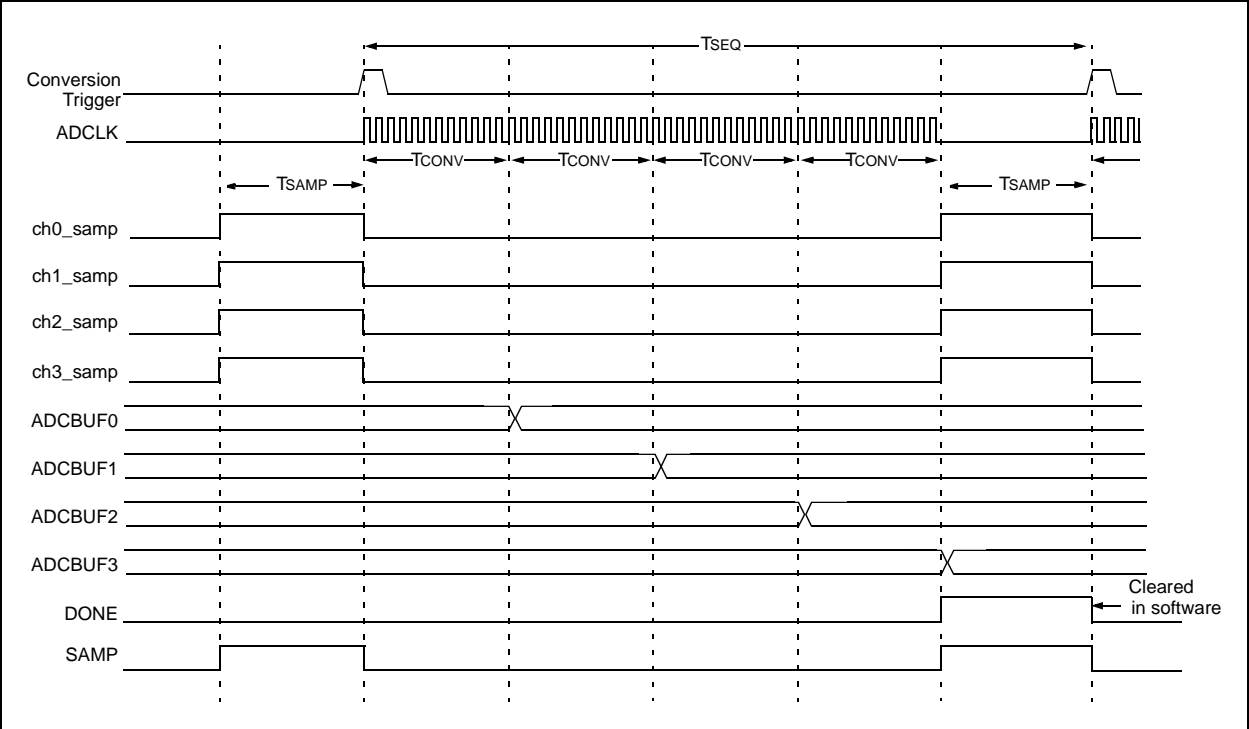 TSEQ
Conversion
Trigger
ADCLK
TCONV TCONV TCONV TCONV
TSAMP TSAMP
ch0_samp
ch1_samp
ch2_samp
ch3_samp
ADCBUF0
ADCBUF1
ADCBUF2
ADCBUF3
DONE
Cleared
in software
SAMP